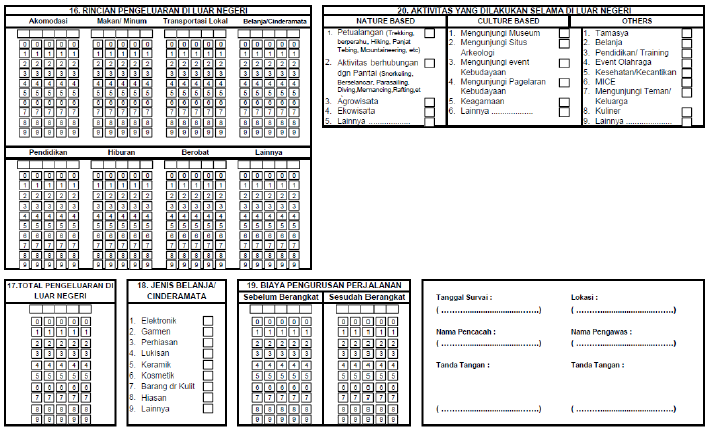 16. RINCIAN PENGELUARAN DI LUAR NEGERI
Akomodasi Makan/ Minum Transportasi Lokal Belanja/Cinderamata
0 0 0 0 0 0 0 0 0 0 0 0 0 0 0 0 0 0 0 0
1 1 1 1 1 1 1 1 1 1 1 1 1 1 1 1 1 1 1 1
2 2 2 2 2 2 2 2 2 2 2 2 2 2 2 2 2 2 2 2
3 3 3 3 3 3 3 3 3 3 3 3 3 3 3 3 3 3 3 3
4 4 4 4 4 4 4 4 4 4 4 4 4 4 4 4 4 4 4 4
5 5 5 5 5 5 5 5 5 5 5 5 5 5 5 5 5 5 5 5
6 6 6 6 6 6 6 6 6 6 6 6 6 6 6 6 6 6 6 6
7 7 7 7 7 7 7 7 7 7 7 7 7 7 7 7 7 7 7 7
8 8 8 8 8 8 8 8 8 8 8 8 8 8 8 8 8 8 8 8
9 9 9 9 9 9 9 9 9 9 9 9 9 9 9 9 9 9 9 9
Pendidikan Hiburan Berobat Lainnya
0 0 0 0 0 0 0 0 0 0 0 0 0 0 0 0 0 0 0 0
1 1 1 1 1 1 1 1 1 1 1 1 1 1 1 1 1 1 1 1
2 2 2 2 2 2 2 2 2 2 2 2 2 2 2 2 2 2 2 2
3 3 3 3 3 3 3 3 3 3 3 3 3 3 3 3 3 3 3 3
4 4 4 4 4 4 4 4 4 4 4 4 4 4 4 4 4 4 4 4
5 5 5 5 5 5 5 5 5 5 5 5 5 5 5 5 5 5 5 5
6 6 6 6 6 6 6 6 6 6 6 6 6 6 6 6 6 6 6 6
7 7 7 7 7 7 7 7 7 7 7 7 7 7 7 7 7 7 7 7
8 8 8 8 8 8 8 8 8 8 8 8 8 8 8 8 8 8 8 8
9 9 9 9 9 9 9 9 9 9 9 9 9 9 9 9 9 9 9 9
20. AKTIVITAS YANG DILAKUKAN SELAMA DI LUAR NEGERI
NATURE BASED
1. Petualangan (Trekking,
berperahu, Hiking, Panjat
Tebing, Mountaineering, etc)
2. Aktivitas berhubungan
dgn Pantai (Snorkeling,
Berselancar, Parasailing,
Diving,Memancing,Rafting,et
3. Agrowisata
4. Ekowisata
5. Lainnya ...................
CULTURE BASED
1. Mengunjungi Museum
2. Mengunjungi Situs
Arkeologi
3. Mengunjungi event
Kebudayaan
4. Mengunjungi Pagelaran
Kebudayaan
5. Keagamaan
6. Lainnya ...................
OTHERS
1. Tamasya
2. Belanja
3. Pendidikan/ Training
4. Event Olahraga
5. Kesehatan/Kecantikan
6. MICE
7. Mengunjungi Teman/
Keluarga
8. Kuliner
9. Lainnya .....................
17.TOTAL PENGELUARAN DI
LUAR NEGERI
0 0 0 0 0
1 1 1 1 1
2 2 2 2 2
3 3 3 3 3
4 4 4 4 4
5 5 5 5 5
6 6 6 6 6
7 7 7 7 7
8 8 8 8 8
9 9 9 9 9
18. JENIS BELANJA/
CINDERAMATA
1. Elektronik
2. Garmen
3. Perhiasan
4. Lukisan
5. Keramik
6. Kosmetik
7. Barang dr Kulit
8. Hiasan
9. Lainnya
19. BIAYA PENGURUSAN PERJALANAN
Sebelum Berangkat Sesudah Berangkat
0 0 0 0 0 0 0 0 0 0
1 1 1 1 1 1 1 1 1 1
2 2 2 2 2 2 2 2 2 2
3 3 3 3 3 3 3 3 3 3
4 4 4 4 4 4 4 4 4 4
5 5 5 5 5 5 5 5 5 5
6 6 6 6 6 6 6 6 6 6
7 7 7 7 7 7 7 7 7 7
8 8 8 8 8 8 8 8 8 8
9 9 9 9 9 9 9 9 9 9
Tanggal Survai : Lokasi :
(....................................) (....................................)
Nama Pencacah : Nama Pengawas :
(....................................) (....................................)
Tanda Tangan : Tanda Tangan :
(....................................) (....................................)